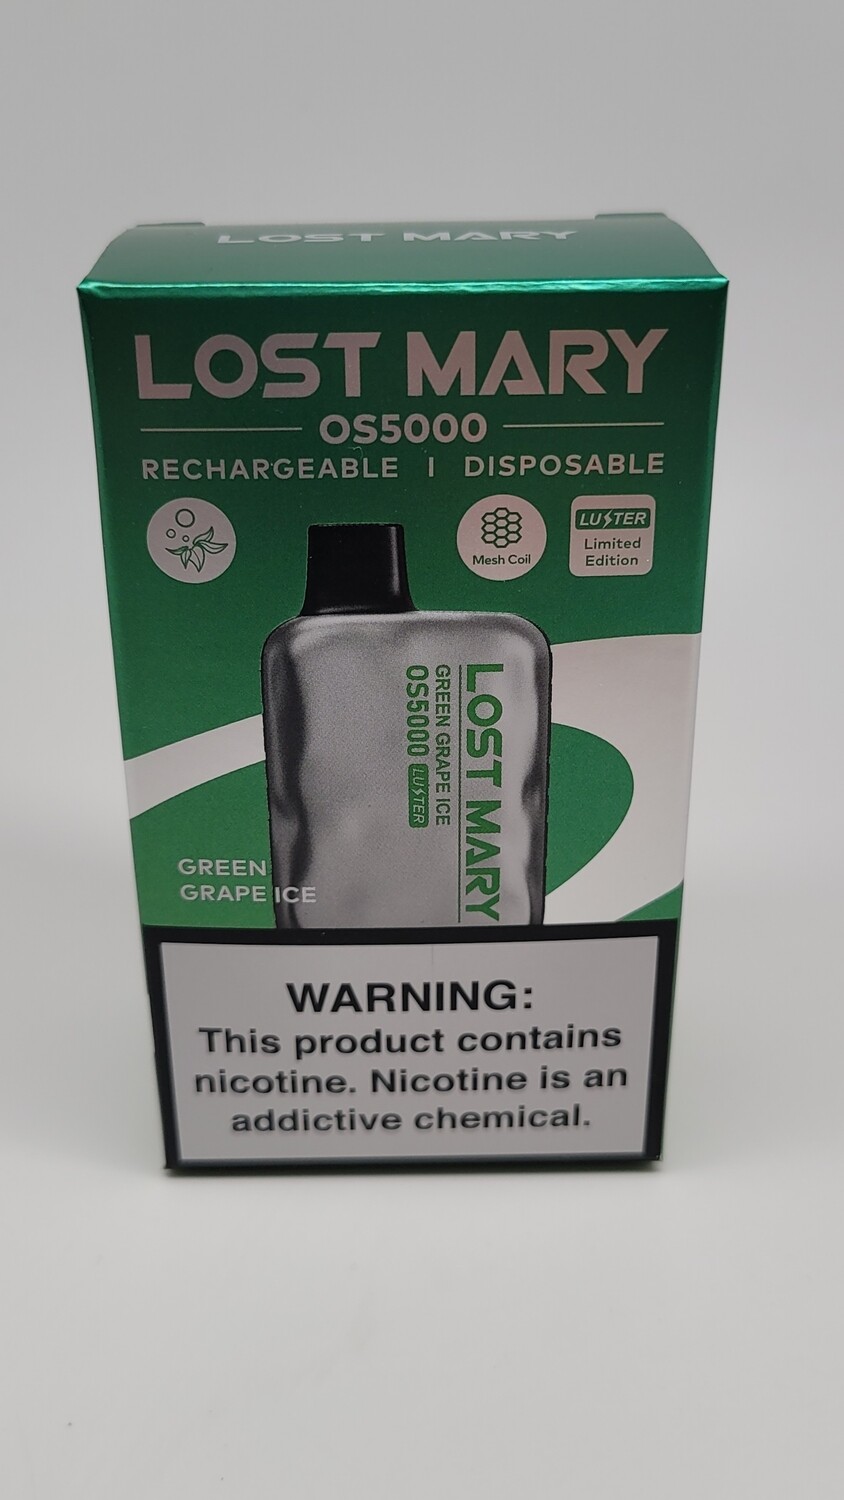 LOST MARY
LOST MARY
OS5000
RECHARGEABLE | DISPOSABLE
Mesh Coil
LUSTER
Limited
Edition
LOST MARY
GREEN GRAPE ICE
OS5000 LUSTER
GREEN
GRAPE ICE
WARNING:
This product contains
nicotine. Nicotine is an
addictive chemical.